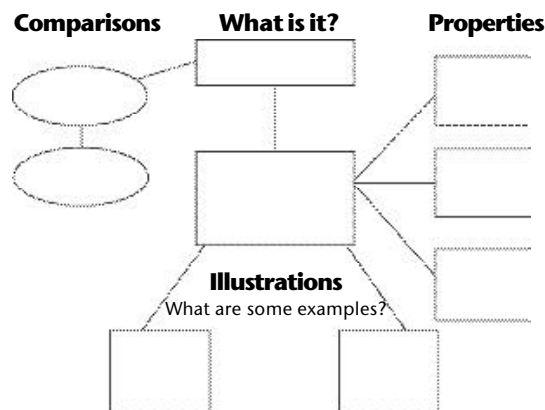 Comparisons
What is it?
Properties
Illustrations
What are some examples?